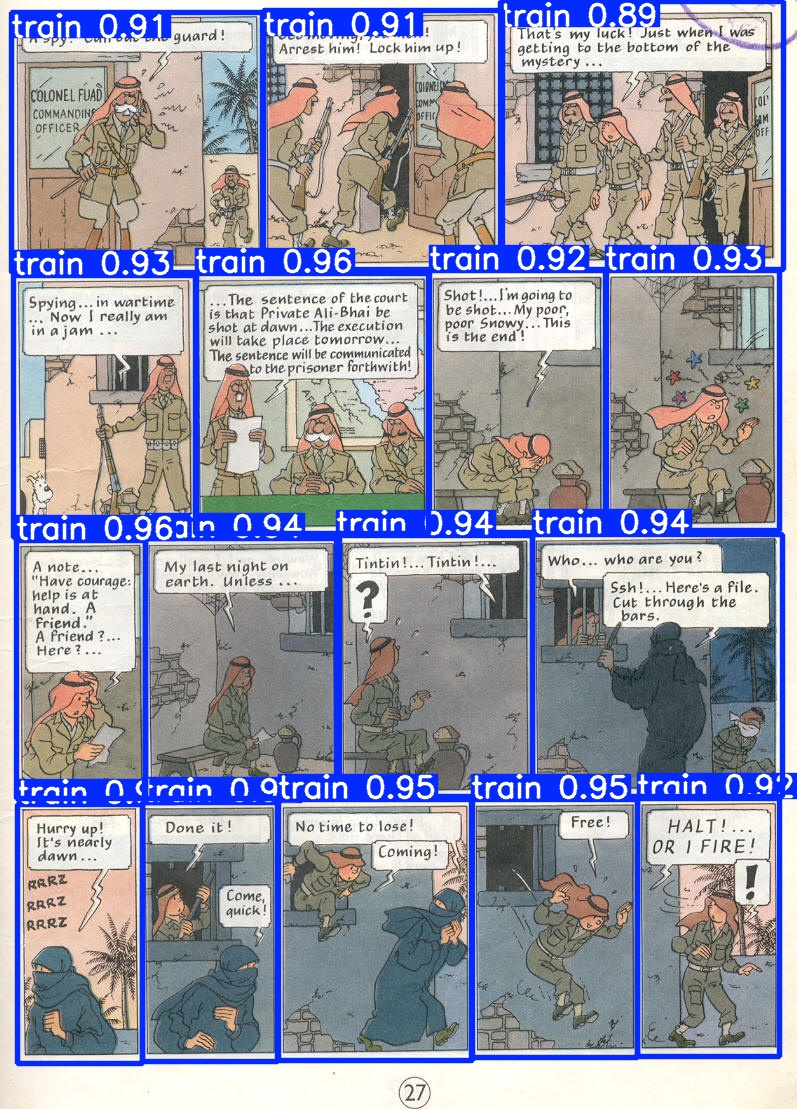 train 0.91
train 0.91
train 0.89
guard!
COLONEL FUAD
COMMANDING
OFFICER
Arrest him! Lock him up!
That's my luck! Just when I was
getting to the bottom of the
mystery ...
train 0.93
train 0.96
train 0.92
train 0.93
Spying... in wartime
... Now I really am
in a jam ...
...The sentence of the court
is that Private Ali-Bhai be
shot at dawn...The execution
will take place tomorrow...
The sentence will be communicated
to the prisoner forthwith!
Shot!...I'm going to
be shot... My poor,
poor Snowy... This
is the end!
train 0.96
0.94
0.94
train 0.94
A note...
"Have courage:
help is at
hand. A
Friend."
A friend?...
Here?...
My last night on
earth. Unless ...
Tintin!... Tintin!...
?
Who... who are you?
Ssh!... Here's a file.
Cut through the
bars.
train 0.95
train 0.95
train 0.92
Hurry up!
It's nearly
dawn...
RRRZ
RRRZ
RRRZ
Done it!
Come,
quick!
No time to lose!
Coming!
Free!
HALT!...
OR I FIRE!
!
27